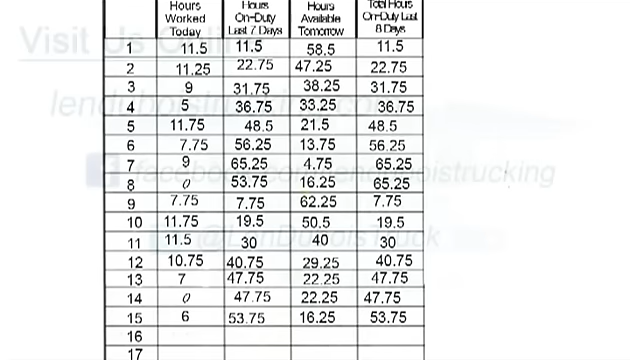 Hours Worked Today Hours On-Duty Last 7 Days Hours Available Tomorrow Total Hours On-Duty Last 8 Days
Visit Us Online
1 11.5 11.5 58.5 11.5
2 11.25 22.75 47.25 22.75
3 9 31.75 38.25 31.75
4 5 36.75 33.25 36.75
5 11.75 48.5 21.5 48.5
6 7.75 56.25 13.75 56.25
7 9 65.25 4.75 65.25
8 0 53.75 16.25 65.25
9 7.75 7.75 62.25 7.75
10 11.75 19.5 50.5 19.5
11 11.5 30 40 30
12 10.75 40.75 29.25 40.75
13 7 47.75 22.25 47.75
14 0 47.75 22.25 47.75
15 6 53.75 16.25 53.75
16
17